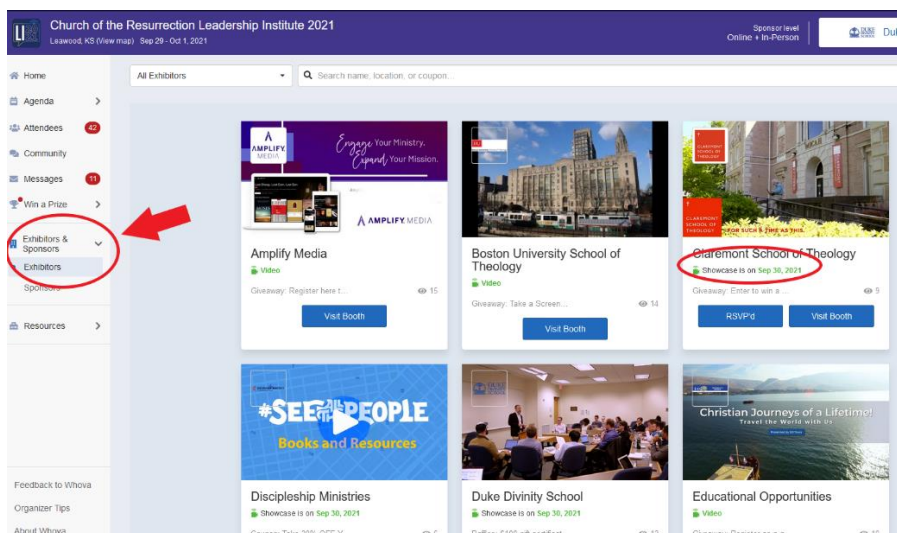 Church of the Resurrection Leadership Institute 2021
Leawood, KS (View map) Sep 29 - Oct 1, 2021
Sponsor level
Online + In-Person
DUKE
Home
Agenda
Attendees 42
Community
Messages 11
Win a Prize
Exhibitors &
Sponsors
Exhibitors
Sponsors
Resources
Feedback to Whova
Organizer Tips
About Whova
All Exhibitors
Search name, location, or coupon...
AMPLIFY
MEDIA
Engage Your Ministry.
Expand Your Mission.
AMPLIFY MEDIA
Amplify Media
Video
Giveaway: Register here t... 15
Visit Booth
Boston University School of
Theology
Video
Giveaway: Take a Screen... 14
Visit Booth
CLAREMONT
SCHOOL OF
THEOLOGY
FOR SUCH A TIME AS THIS.
Claremont School of Theology
Showcase is on Sep 30, 2021
Giveaway: Enter to win a ... 9
RSVP'd Visit Booth
#SEE ALL THE PEOPLE
Books and Resources
Discipleship Ministries
Showcase is on Sep 30, 2021
Duke Divinity School
Showcase is on Sep 30, 2021
Christian Journeys of a Lifetime!
Travel the World with Us
Educational Opportunities
Video